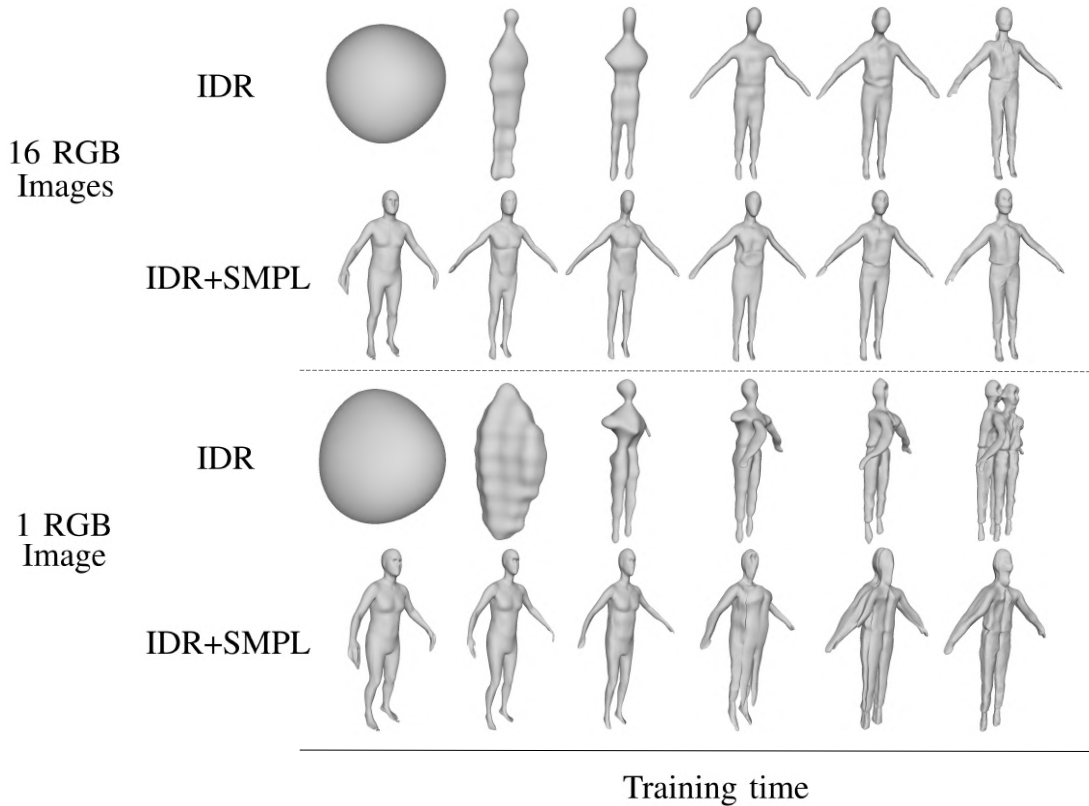 IDR
16 RGB
Images
IDR+SMPL
IDR
1 RGB
Image
IDR+SMPL
Training time